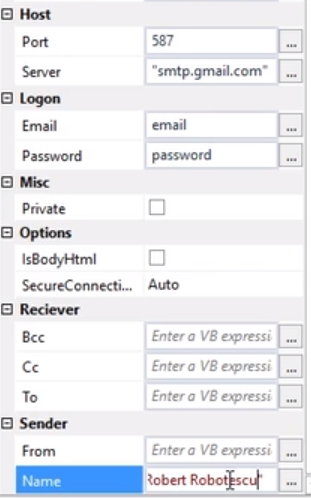 Host
Port 587 ...
Server "smtp.gmail.com" ...
Logon
Email email ...
Password password ...
Misc
Private
Options
IsBodyHtml
SecureConnecti... Auto
Reciever
Bcc Enter a VB expressi ...
Cc Enter a VB expressi ...
To Enter a VB expressi ...
Sender
From Enter a VB expressi ...
Name Robert Robotescu" ...